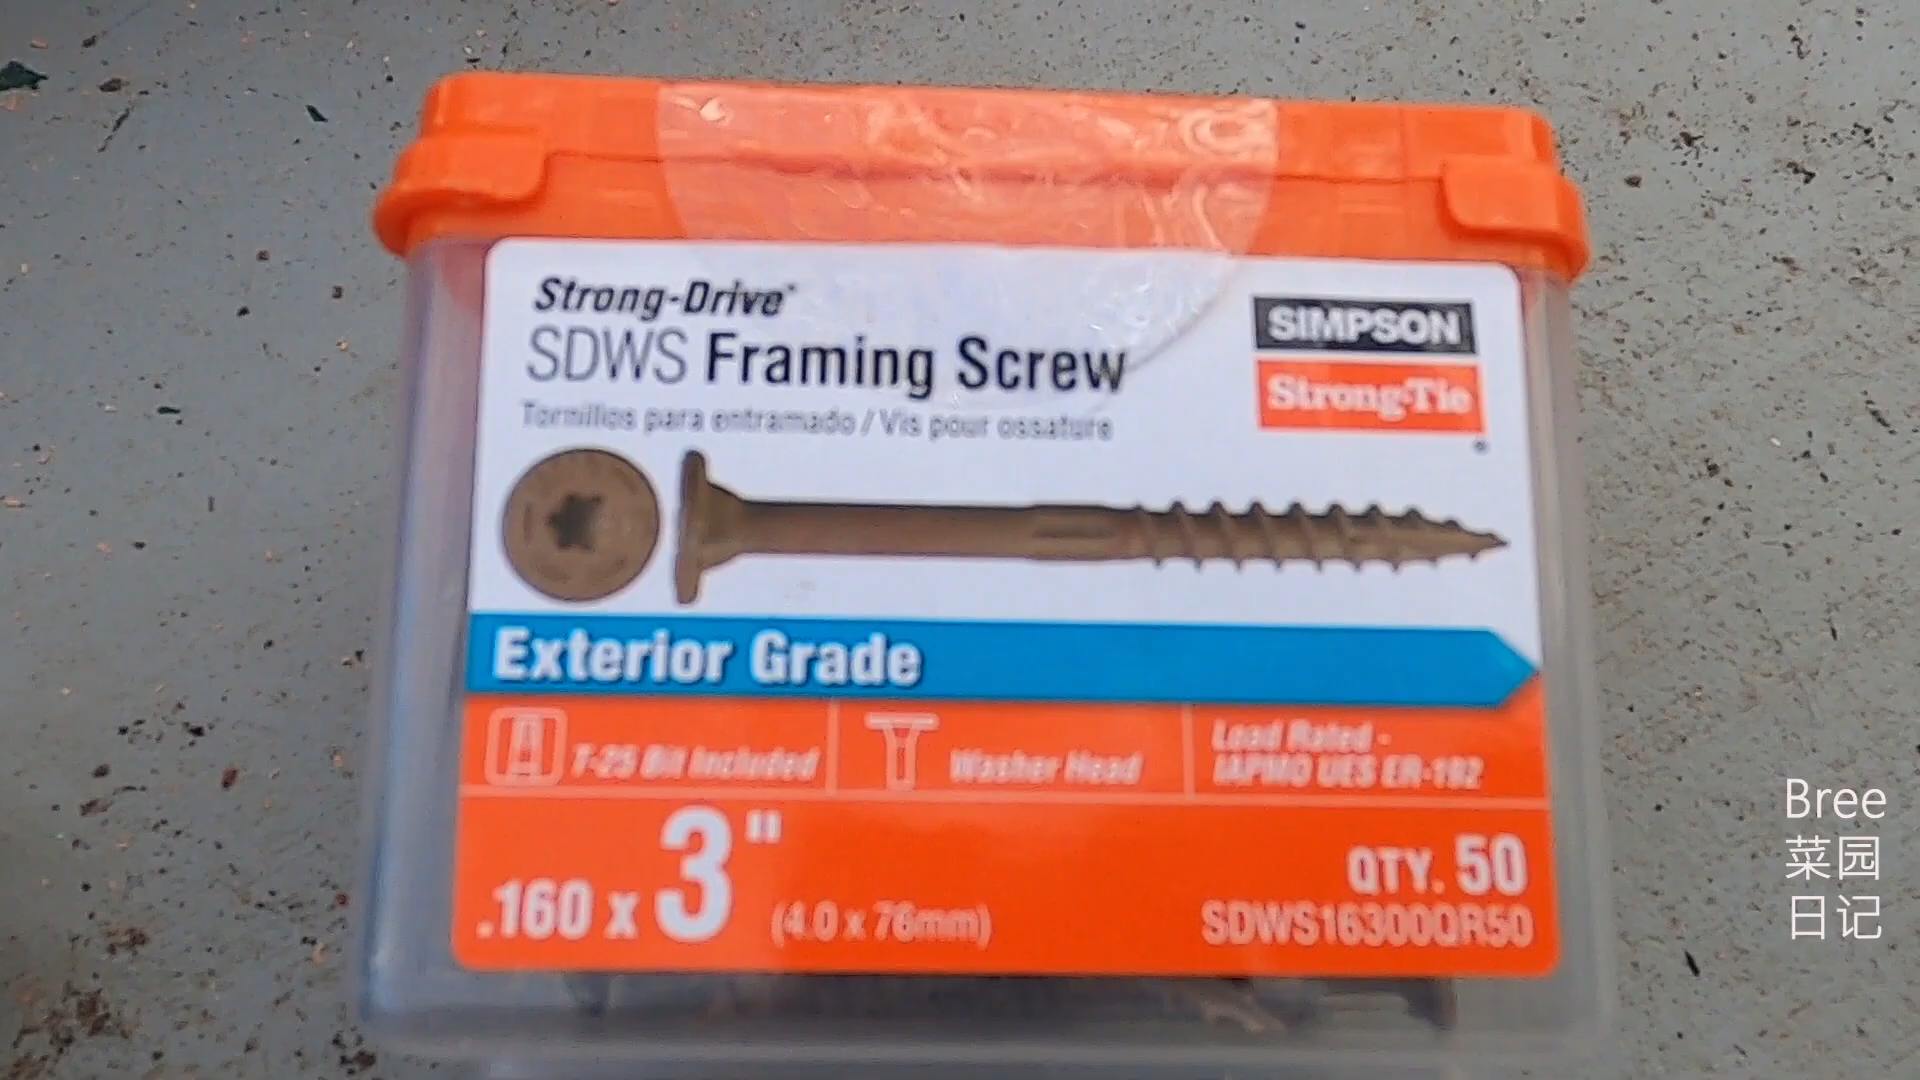 Strong-Drive
SDWS Framing Screw
Tornillos para entramado / Vis pour ossature
SIMPSON
Strong-Tie
®
Exterior Grade
T-25 Bit Included
Washer Head
Load Rated -
IAPMO UES ER-192
.160 x 3"
(4.0 x 76mm)
QTY. 50
SDWS16300QR50
Bree
菜园
日记